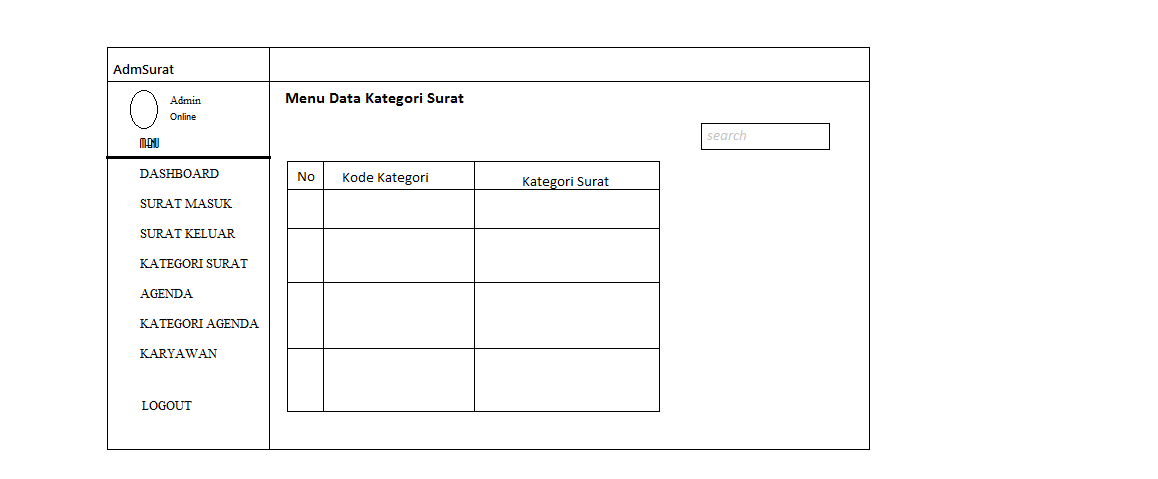 AdmSurat
Admin
Online
MENU
DASHBOARD
SURAT MASUK
SURAT KELUAR
KATEGORI SURAT
AGENDA
KATEGORI AGENDA
KARYAWAN
LOGOUT
Menu Data Kategori Surat
search
No Kode Kategori Kategori Surat